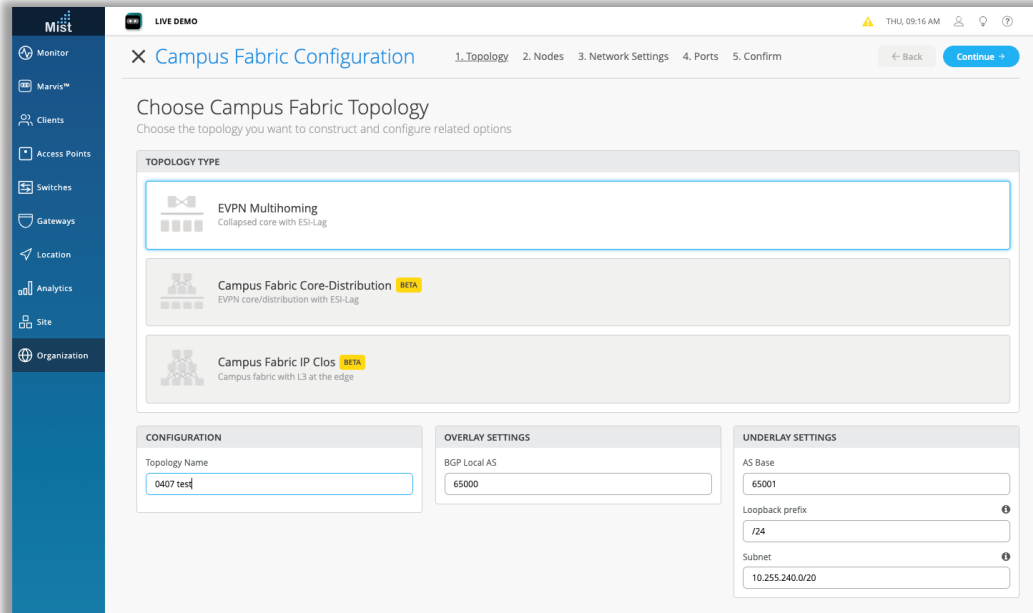 Mist
LIVE DEMO
THU, 09:16 AM
Monitor
Marvis™
Clients
Access Points
Switches
Gateways
Location
Analytics
Site
Organization
Campus Fabric Configuration
1. Topology 2. Nodes 3. Network Settings 4. Ports 5. Confirm
← Back
Continue →
Choose Campus Fabric Topology
Choose the topology you want to construct and configure related options
TOPOLOGY TYPE
EVPN Multihoming
Collapsed core with ESI-Lag
Campus Fabric Core-Distribution BETA
EVPN core/distribution with ESI-Lag
Campus Fabric IP Clos BETA
Campus fabric with L3 at the edge
CONFIGURATION
Topology Name
0407 test
OVERLAY SETTINGS
BGP Local AS
65000
UNDERLAY SETTINGS
AS Base
65001
Loopback prefix
/24
Subnet
10.255.240.0/20